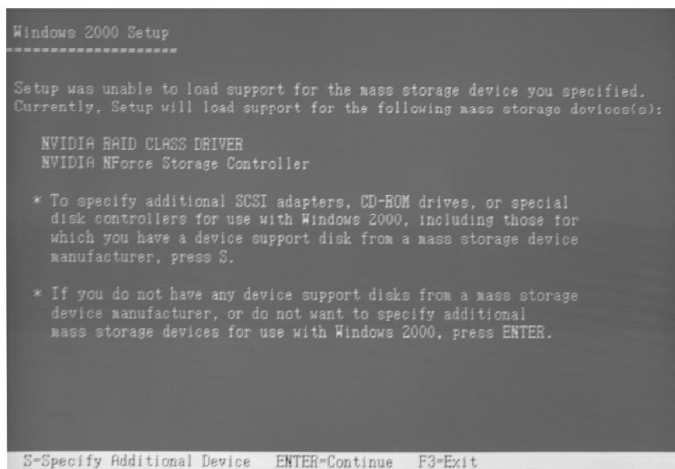 Windows 2000 Setup
===================
Setup was unable to load support for the mass storage device you specified.
Currently, Setup will load support for the following mass storage devices(s):
NVIDIA RAID CLASS DRIVER
NVIDIA NForce Storage Controller
* To specify additional SCSI adapters, CD-ROM drives, or special
disk controllers for use with Windows 2000, including those for
which you have a device support disk from a mass storage device
manufacturer, press S.
* If you do not have any device support disks from a mass storage
device manufacturer, or do not want to specify additional
mass storage devices for use with Windows 2000, press ENTER.
S=Specify Additional Device ENTER=Continue F3=Exit